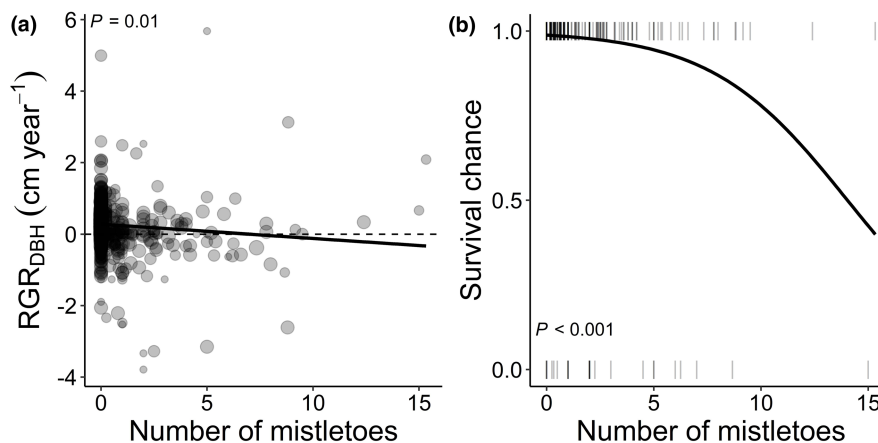 (a)
P = 0.01
RGR_DBH (cm year⁻¹)
6
4
2
0
-2
-4
0 5 10 15
Number of mistletoes
(b)
P < 0.001
Survival chance
1.0
0.5
0.0
0 5 10 15
Number of mistletoes